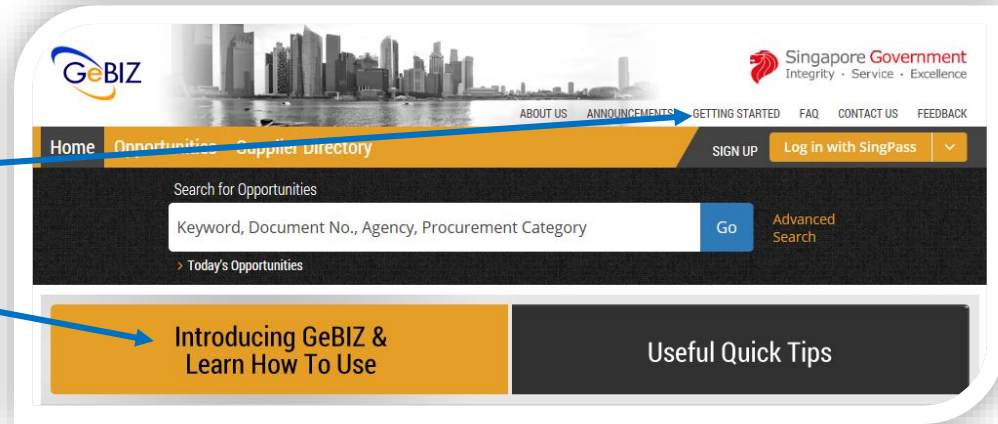 GeBIZ
Singapore Government
Integrity · Service · Excellence
ABOUT US ANNOUNCEMENTS GETTING STARTED FAQ CONTACT US FEEDBACK
Home Opportunities Supplier Directory SIGN UP Log in with SingPass
Search for Opportunities
Keyword, Document No., Agency, Procurement Category Go
Advanced
Search
> Today's Opportunities
Introducing GeBIZ &
Learn How To Use
Useful Quick Tips